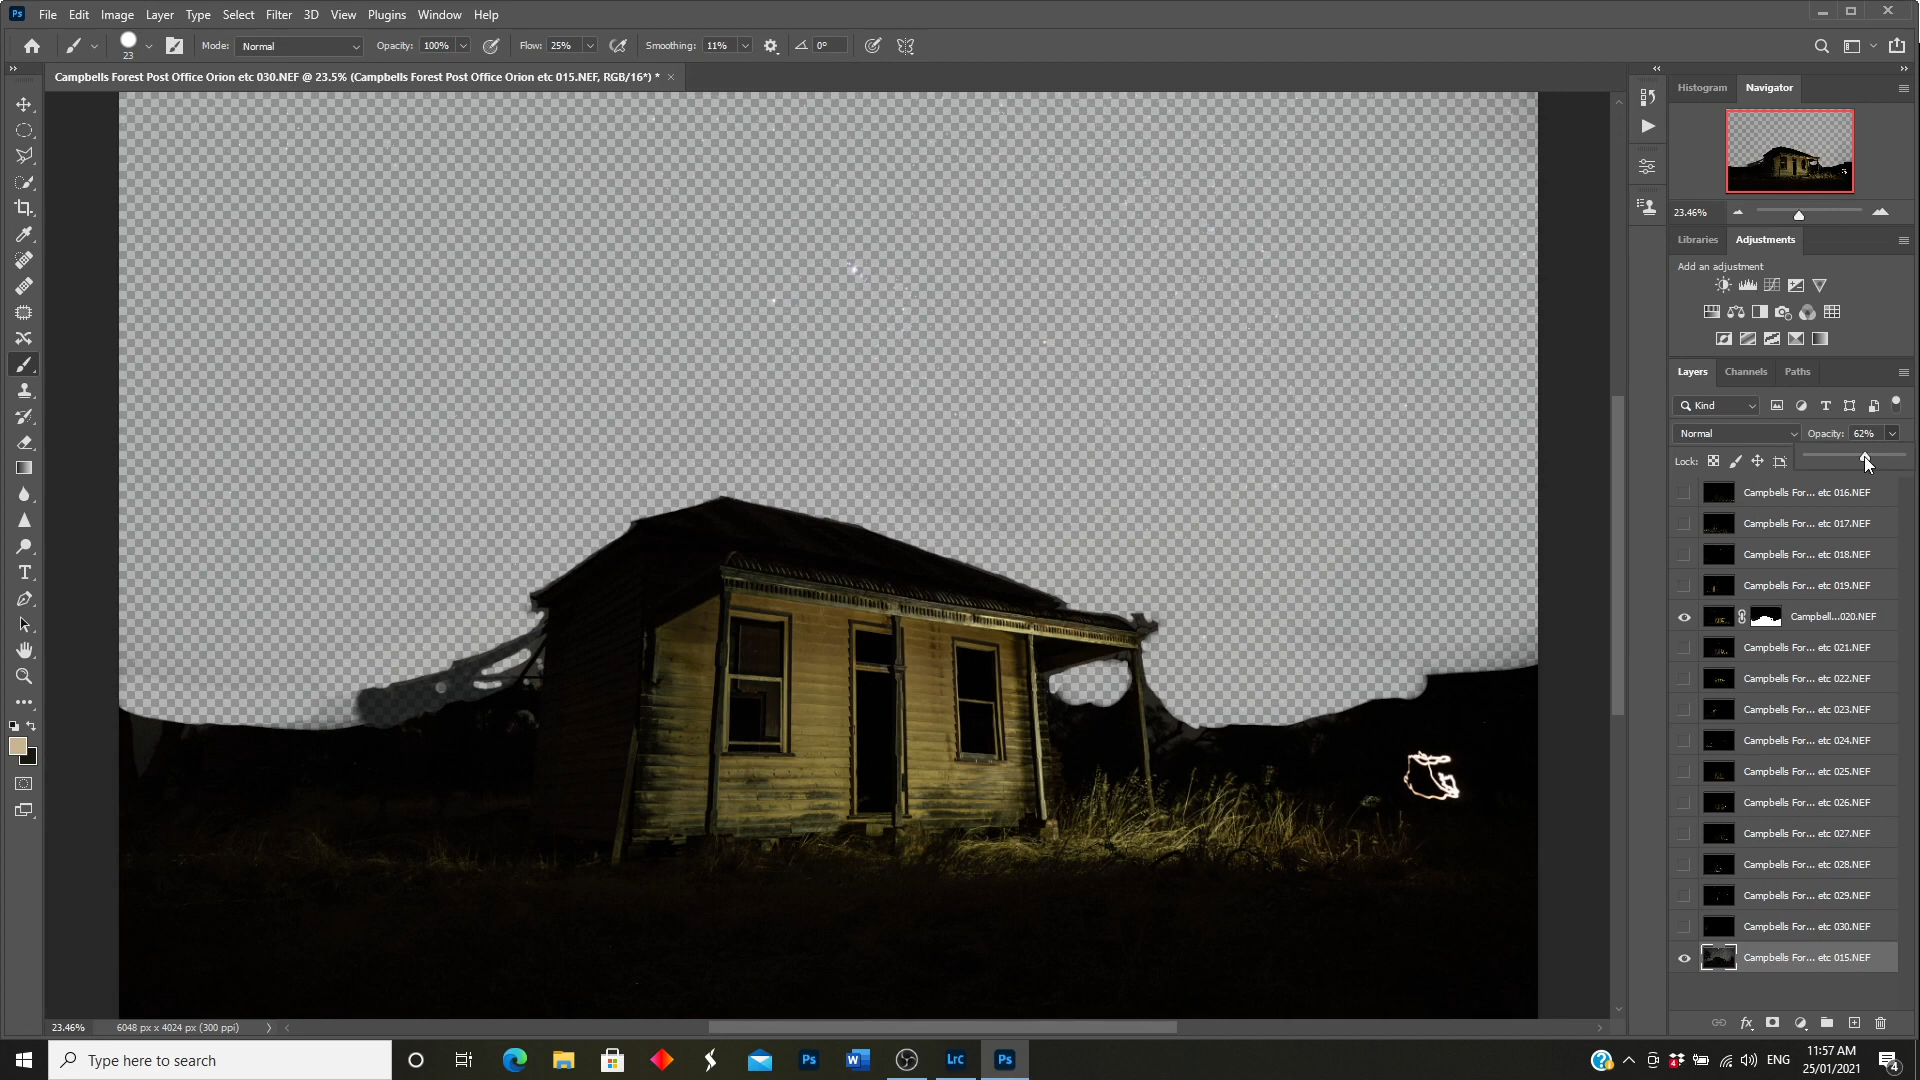 Ps File Edit Image Layer Type Select Filter 3D View Plugins Window Help
23 Mode: Normal Opacity: 100% Flow: 25% Smoothing: 11% 0°
Campbells Forest Post Office Orion etc 030.NEF @ 23.5% (Campbells Forest Post Office Orion etc 015.NEF, RGB/16*) *
Histogram Navigator
23.46%
Libraries Adjustments
Add an adjustment
Layers Channels Paths
Kind
Normal Opacity: 62%
Lock:
Campbells For... etc 016.NEF
Campbells For... etc 017.NEF
Campbells For... etc 018.NEF
Campbells For... etc 019.NEF
Campbell...020.NEF
Campbells For... etc 021.NEF
Campbells For... etc 022.NEF
Campbells For... etc 023.NEF
Campbells For... etc 024.NEF
Campbells For... etc 025.NEF
Campbells For... etc 026.NEF
Campbells For... etc 027.NEF
Campbells For... etc 028.NEF
Campbells For... etc 029.NEF
Campbells For... etc 030.NEF
Campbells For... etc 015.NEF
fx
23.46% 6048 px x 4024 px (300 ppi)
Type here to search
Ps W Lrc Ps
4 ENG
11:57 AM
25/01/2021
4